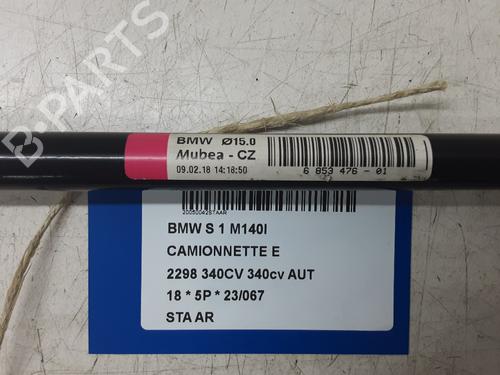 B-PARTS
BMW Ø15.0
Mubea - CZ
09.02.18 14:18:50
6 853 476 - 01
20050042STAAR
BMW S 1 M140I
CAMIONNETTE E
2298 340CV 340cv AUT
18 * 5P * 23/067
STA AR